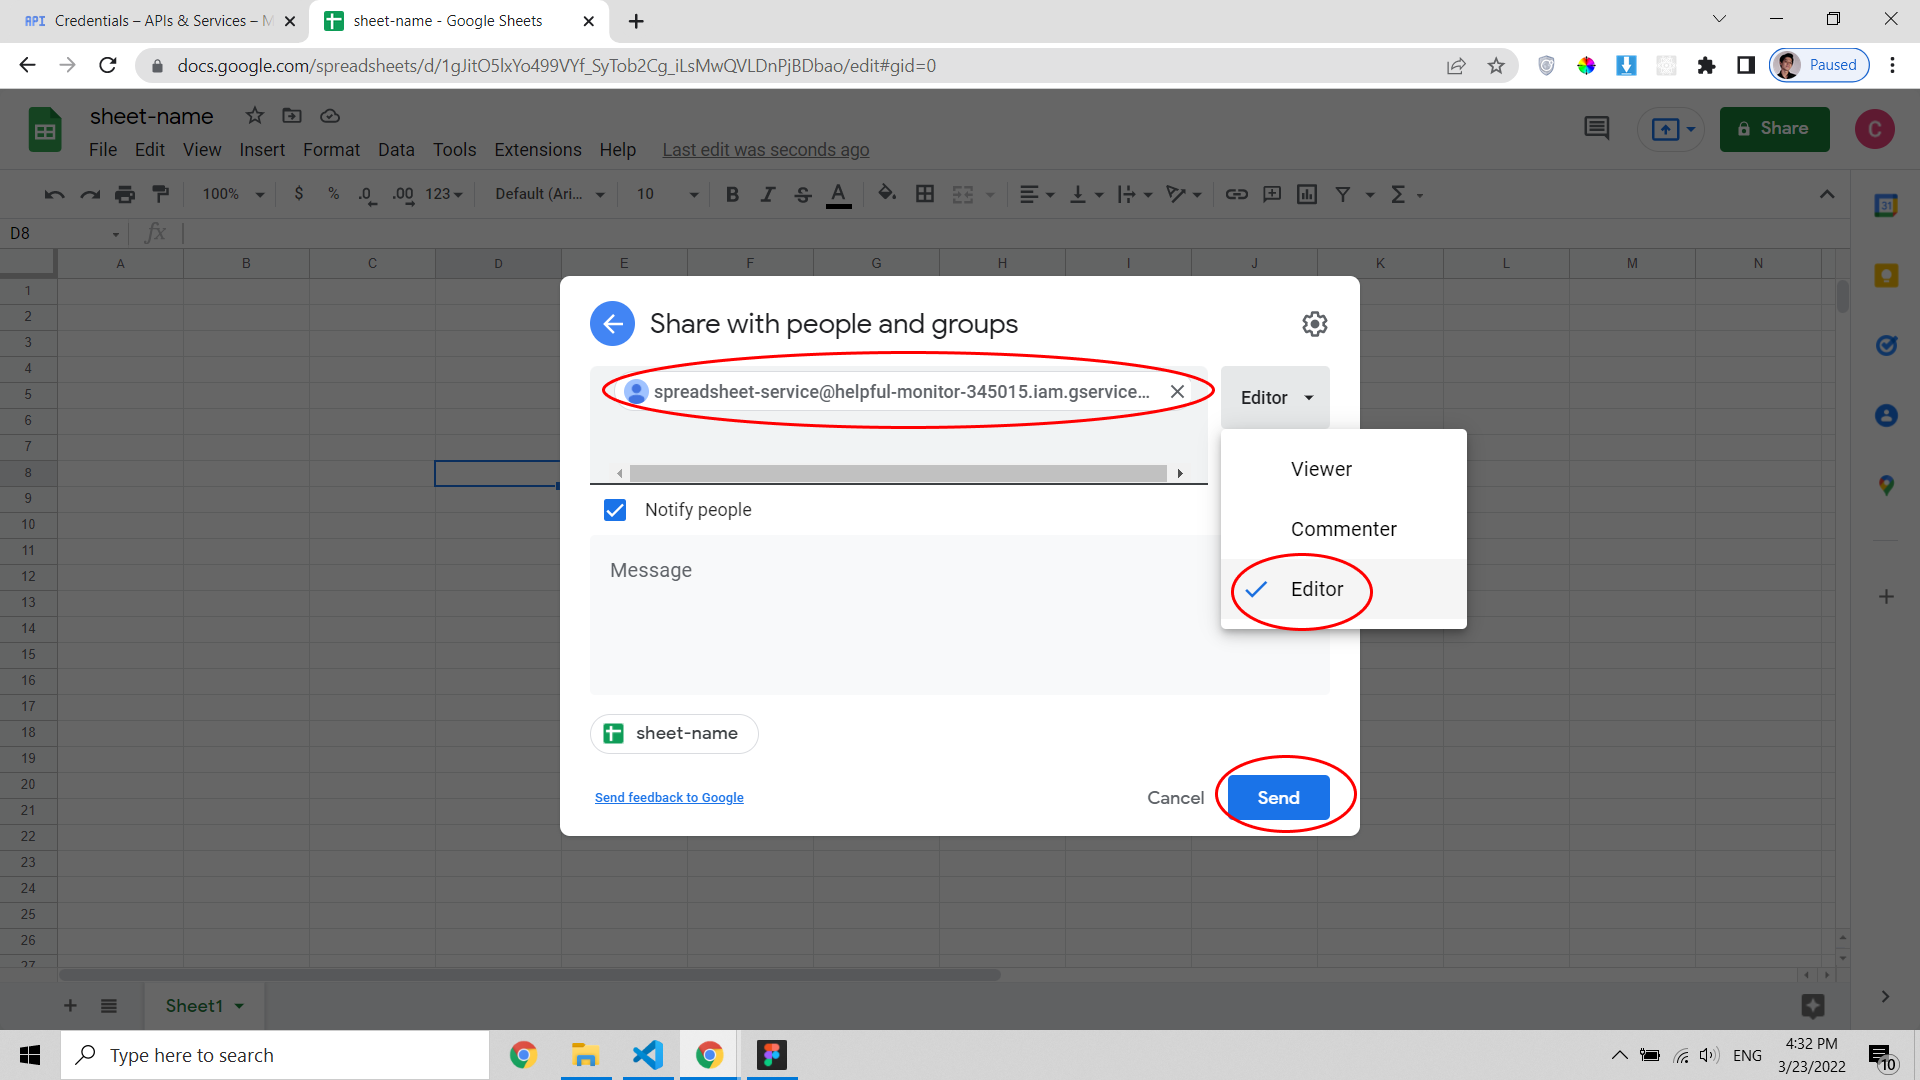 API Credentials – APIs & Services – M
sheet-name - Google Sheets
docs.google.com/spreadsheets/d/1gJitO5lxYo499VYf_SyTob2Cg_iLsMwQVLDnPjBDbao/edit#gid=0
Paused
sheet-name
Share
C
File Edit View Insert Format Data Tools Extensions Help Last edit was seconds ago
100% $ % .0 .00 123 Default (Ari... 10 B I S A Σ
31
D8 fx
A B C D E F G H I J K L M N
1
2
3
4
5
6
7
8
9
10
11
12
13
14
15
16
17
18
19
20
21
22
23
24
25
26
27
Share with people and groups
spreadsheet-service@helpful-monitor-345015.iam.gservice...
Editor
Viewer
Commenter
Editor
Notify people
Message
sheet-name
Send feedback to Google
Cancel
Send
Sheet1
Type here to search
ENG
4:32 PM
3/23/2022
10